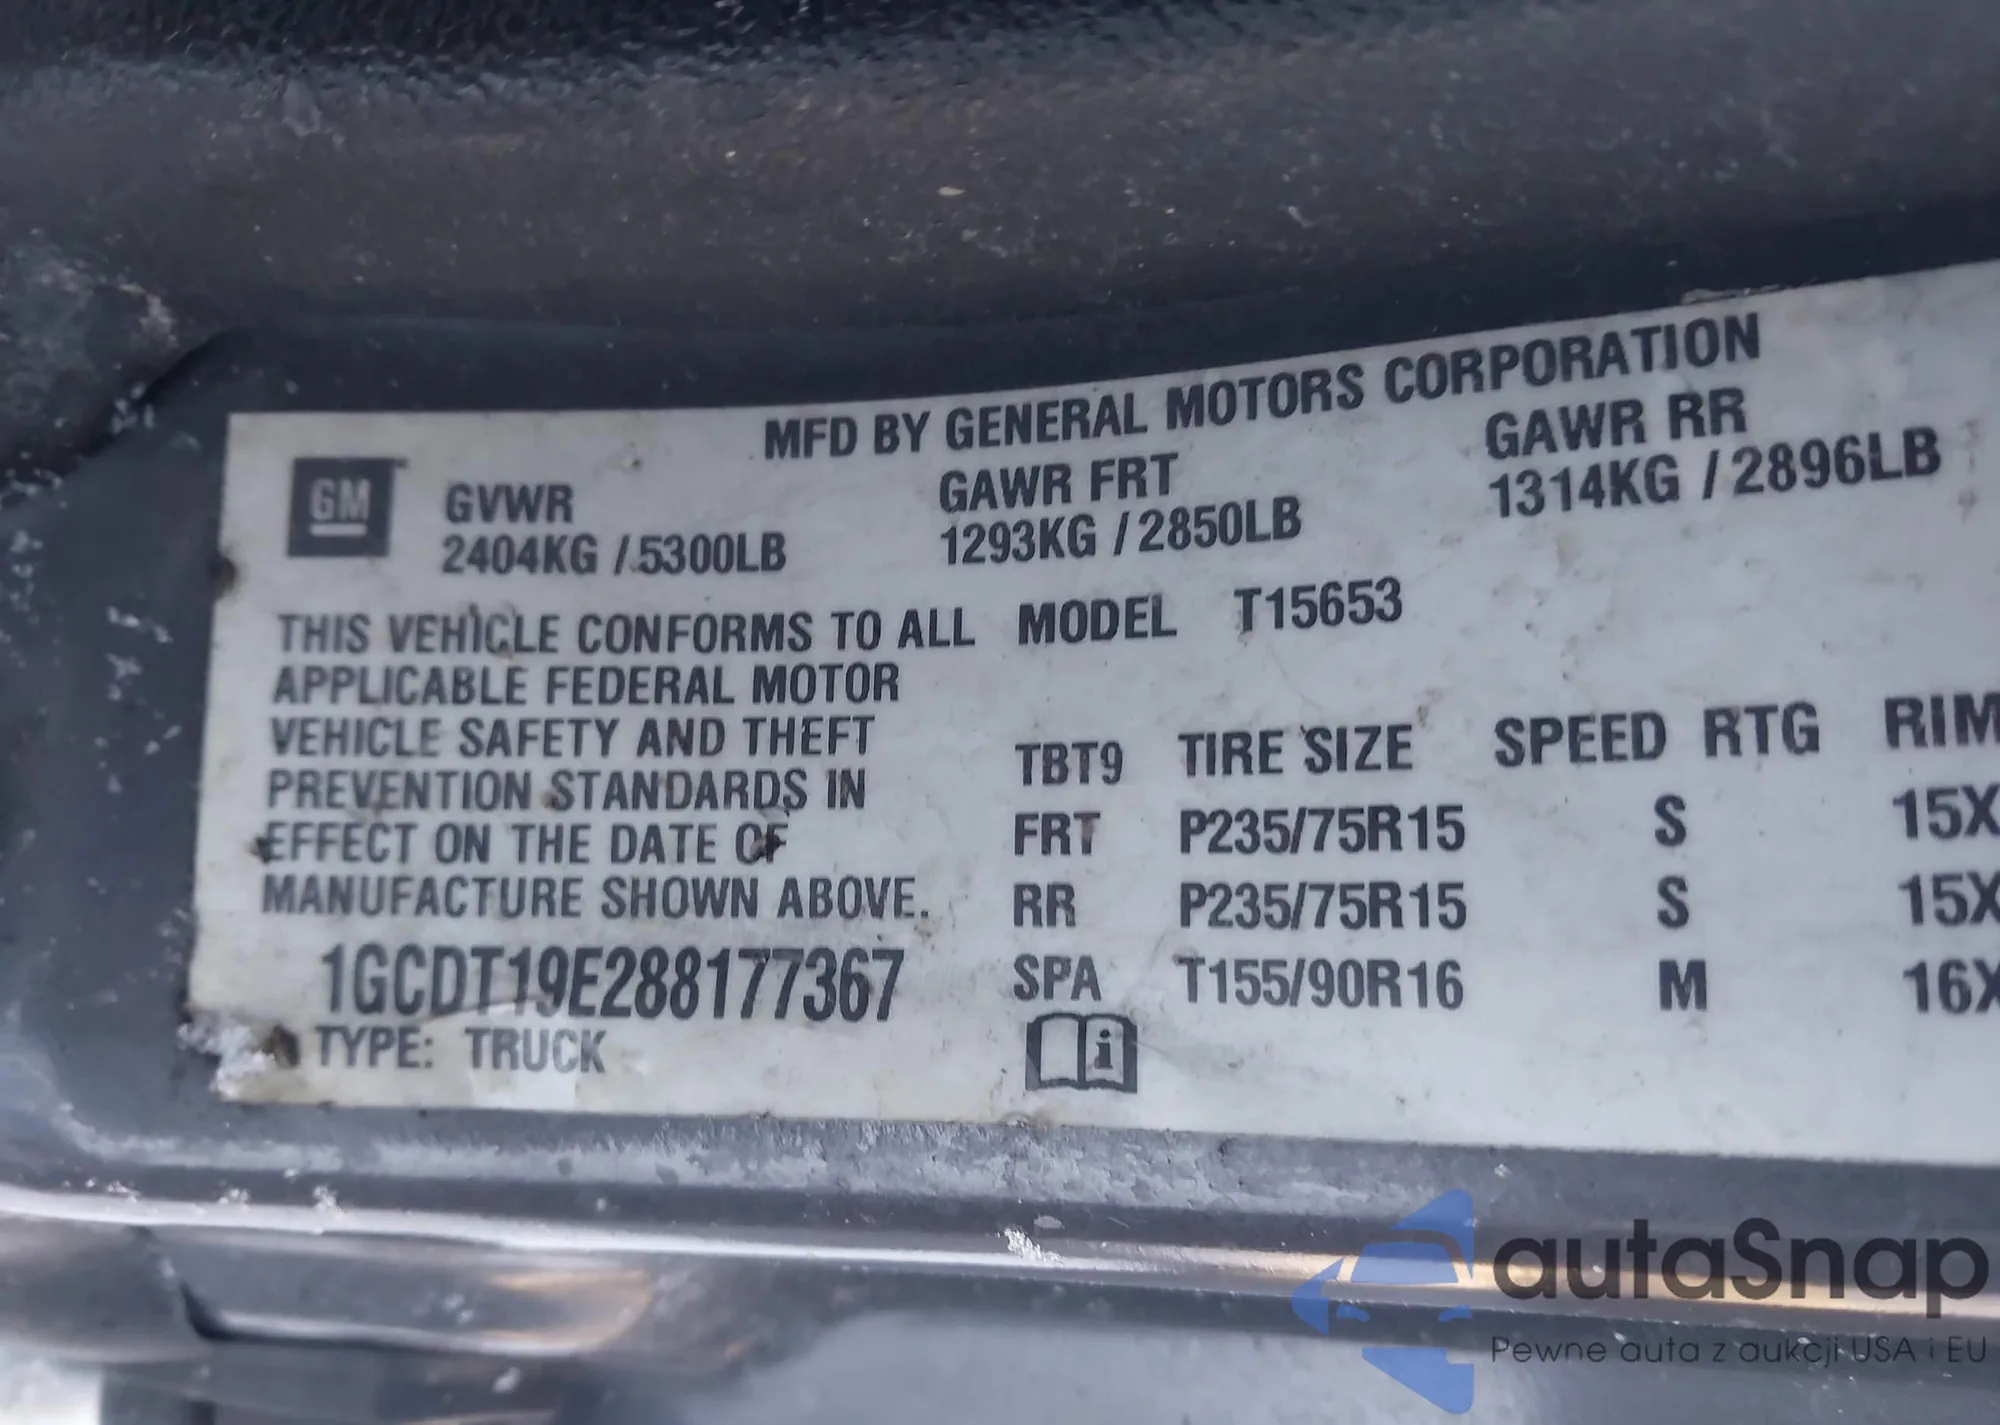 MFD BY GENERAL MOTORS CORPORATION
GM
GVWR GAWR FRT GAWR RR
2404KG /5300LB 1293KG /2850LB 1314KG /2896LB
THIS VEHICLE CONFORMS TO ALL MODEL T15653
APPLICABLE FEDERAL MOTOR
VEHICLE SAFETY AND THEFT
PREVENTION STANDARDS IN
EFFECT ON THE DATE OF
MANUFACTURE SHOWN ABOVE.
1GCDT19E288177367
TYPE: TRUCK
TBT9 TIRE SIZE SPEED RTG RIM
FRT P235/75R15 S 15X
RR P235/75R15 S 15X
SPA T155/90R16 M 16X
i
autaSnap
Pewne auta z aukcji USA i EU